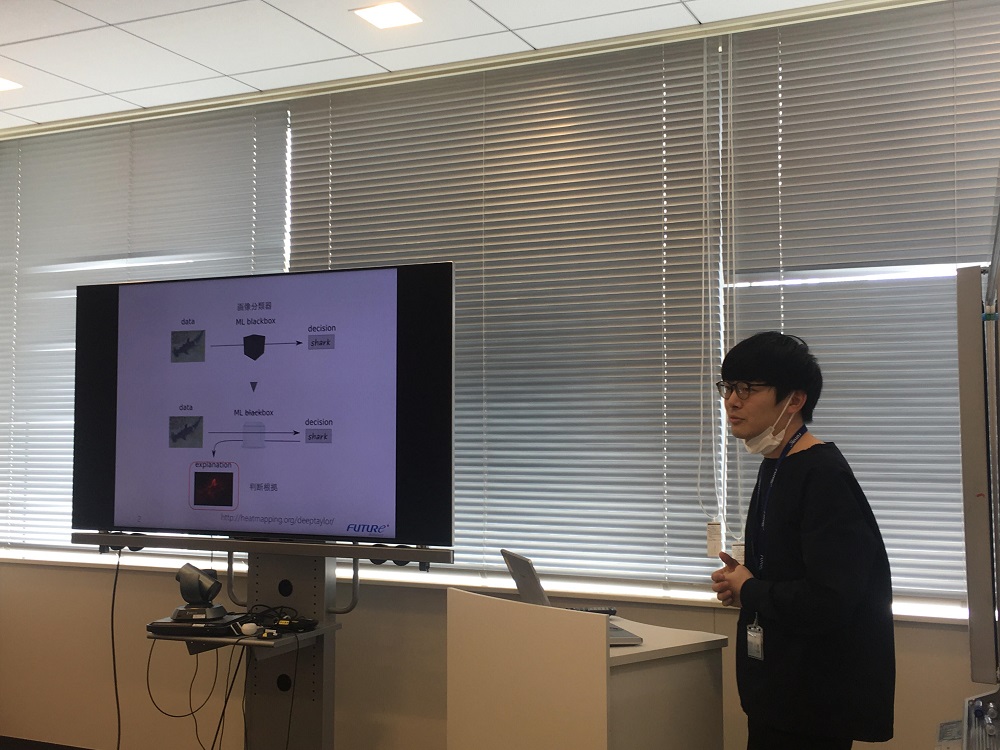 画像分類器
data
ML blackbox
decision
shark
data
ML blackbox
decision
shark
explanation
判断根拠
http://heatmapping.org/deeptaylor/
FUTURE